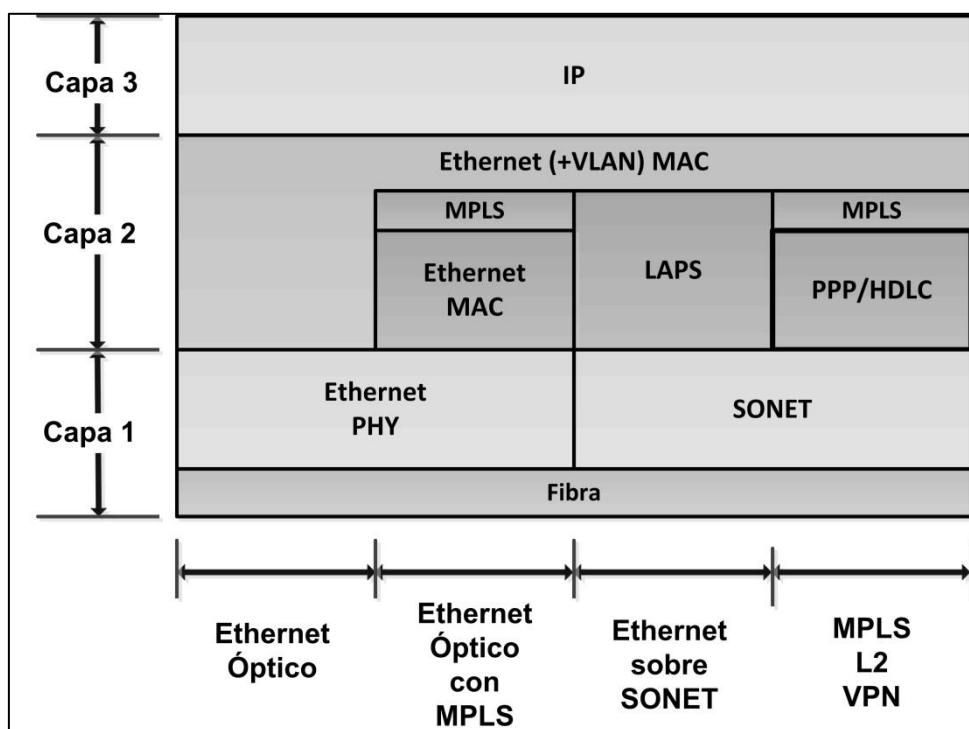 Capa 3
IP
Capa 2
Ethernet (+VLAN) MAC
MPLS
MPLS
Ethernet
MAC
LAPS
PPP/HDLC
Capa 1
Ethernet
PHY
SONET
Fibra
Ethernet
Óptico
Ethernet
Óptico
con
MPLS
Ethernet
sobre
SONET
MPLS
L2
VPN